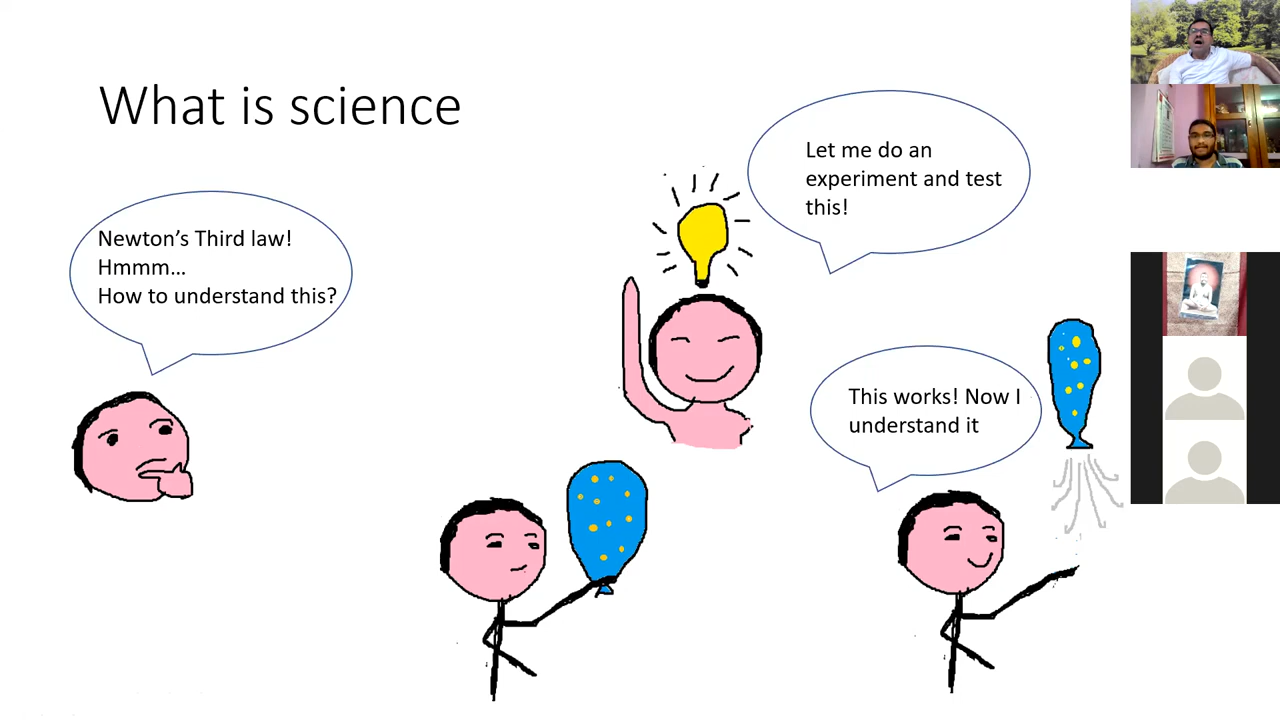 What is science
Newton’s Third law!
Hmmm…
How to understand this?
Let me do an
experiment and test
this!
This works! Now I
understand it